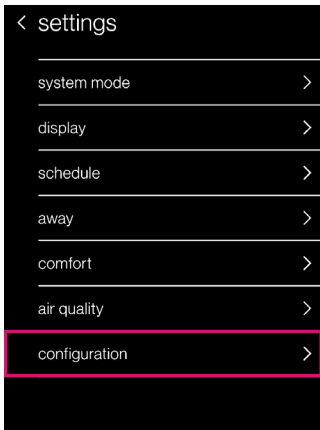 settings
system mode
display
schedule
away
comfort
air quality
configuration